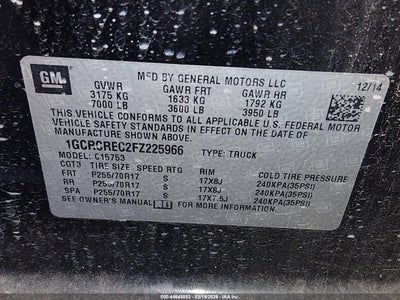 GM
MFD BY GENERAL MOTORS LLC 12/14
GVWR GAWR FRT GAWR RR
3175 KG 1633 KG 1792 KG
7000 LB 3600 LB 3950 LB
THIS VEHICLE CONFORMS TO ALL APPLICABLE U.S. FEDERAL MOTOR
VEHICLE SAFETY STANDARDS IN EFFECT ON THE DATE OF
MANUFACTURE SHOWN ABOVE.
1GCPCREC2FZ225966 TYPE: TRUCK
MODEL: C15753
TIRE SIZE SPEED RTG RIM COLD TIRE PRESSURE
FRT P255/70R17 S 17X8J 240KPA(35PSI)
RR P255/70R17 S 17X8J 240KPA(35PSI)
SPA P255/70R17 S 17X7.5J 240KPA(35PSI)
SEE OWNER'S MANUAL FOR MORE INFORMATION.